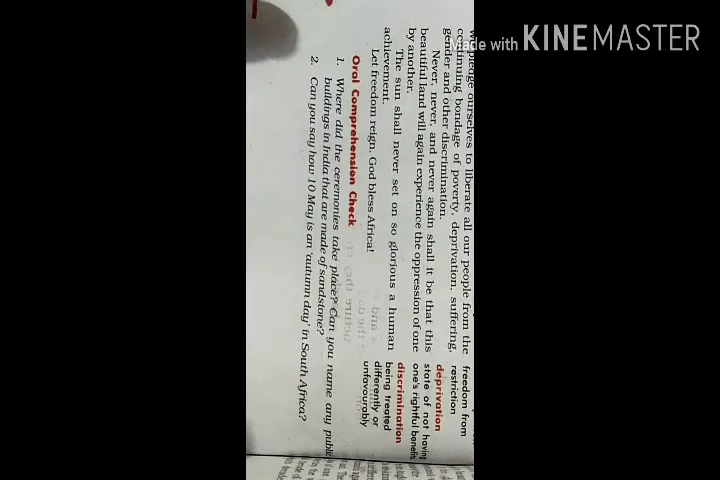 Made with KINEMASTER
pledge ourselves to liberate all our people from the
continuing bondage of poverty, deprivation, suffering,
gender and other discrimination.
Never, never, and never again shall it be that this
beautiful land will again experience the oppression of one
by another.
The sun shall never set on so glorious a human
achievement.
Let freedom reign. God bless Africa!
Oral Comprehension Check
1. Where did the ceremonies take place? Can you name any public
buildings in India that are made of sandstone?
2. Can you say how 10 May is an 'autumn day' in South Africa?
freedom from
restriction
deprivation
state of not having
one's rightful benefits
discrimination
being treated
differently or
unfavourably